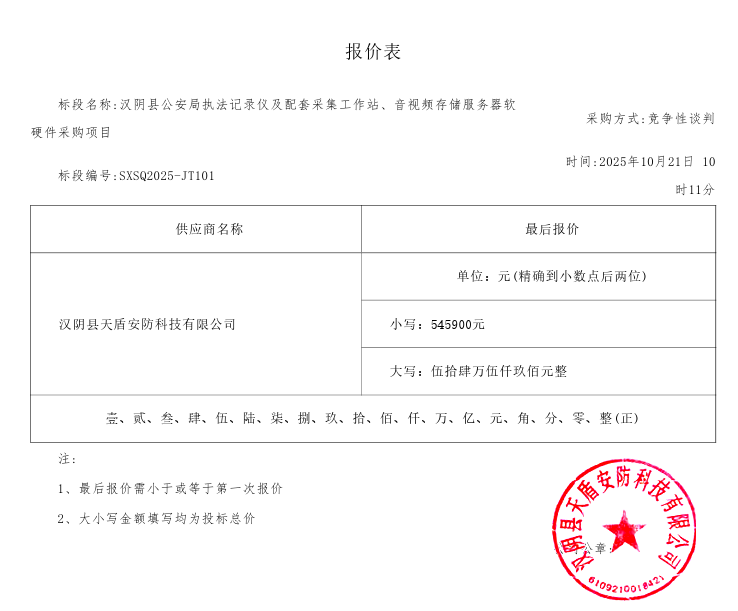 报价表
标段名称:汉阴县公安局执法记录仪及配套采集工作站、音视频存储服务器软
硬件采购项目
采购方式:竞争性谈判
标段编号:SXSQ2025-JT101
时间:2025年10月21日 10
时11分
供应商名称
最后报价
单位: 元(精确到小数点后两位)
汉阴县天盾安防科技有限公司
小写: 545900元
大写: 伍拾肆万伍仟玖佰元整
壹、贰、叁、肆、伍、陆、柒、捌、玖、拾、佰、仟、万、亿、元、角、分、零、整(正)
注:
1、最后报价需小于或等于第一次报价
2、大小写金额填写均为投标总价
公章:
汉阴县天盾安防科技有限公司
6109210018421